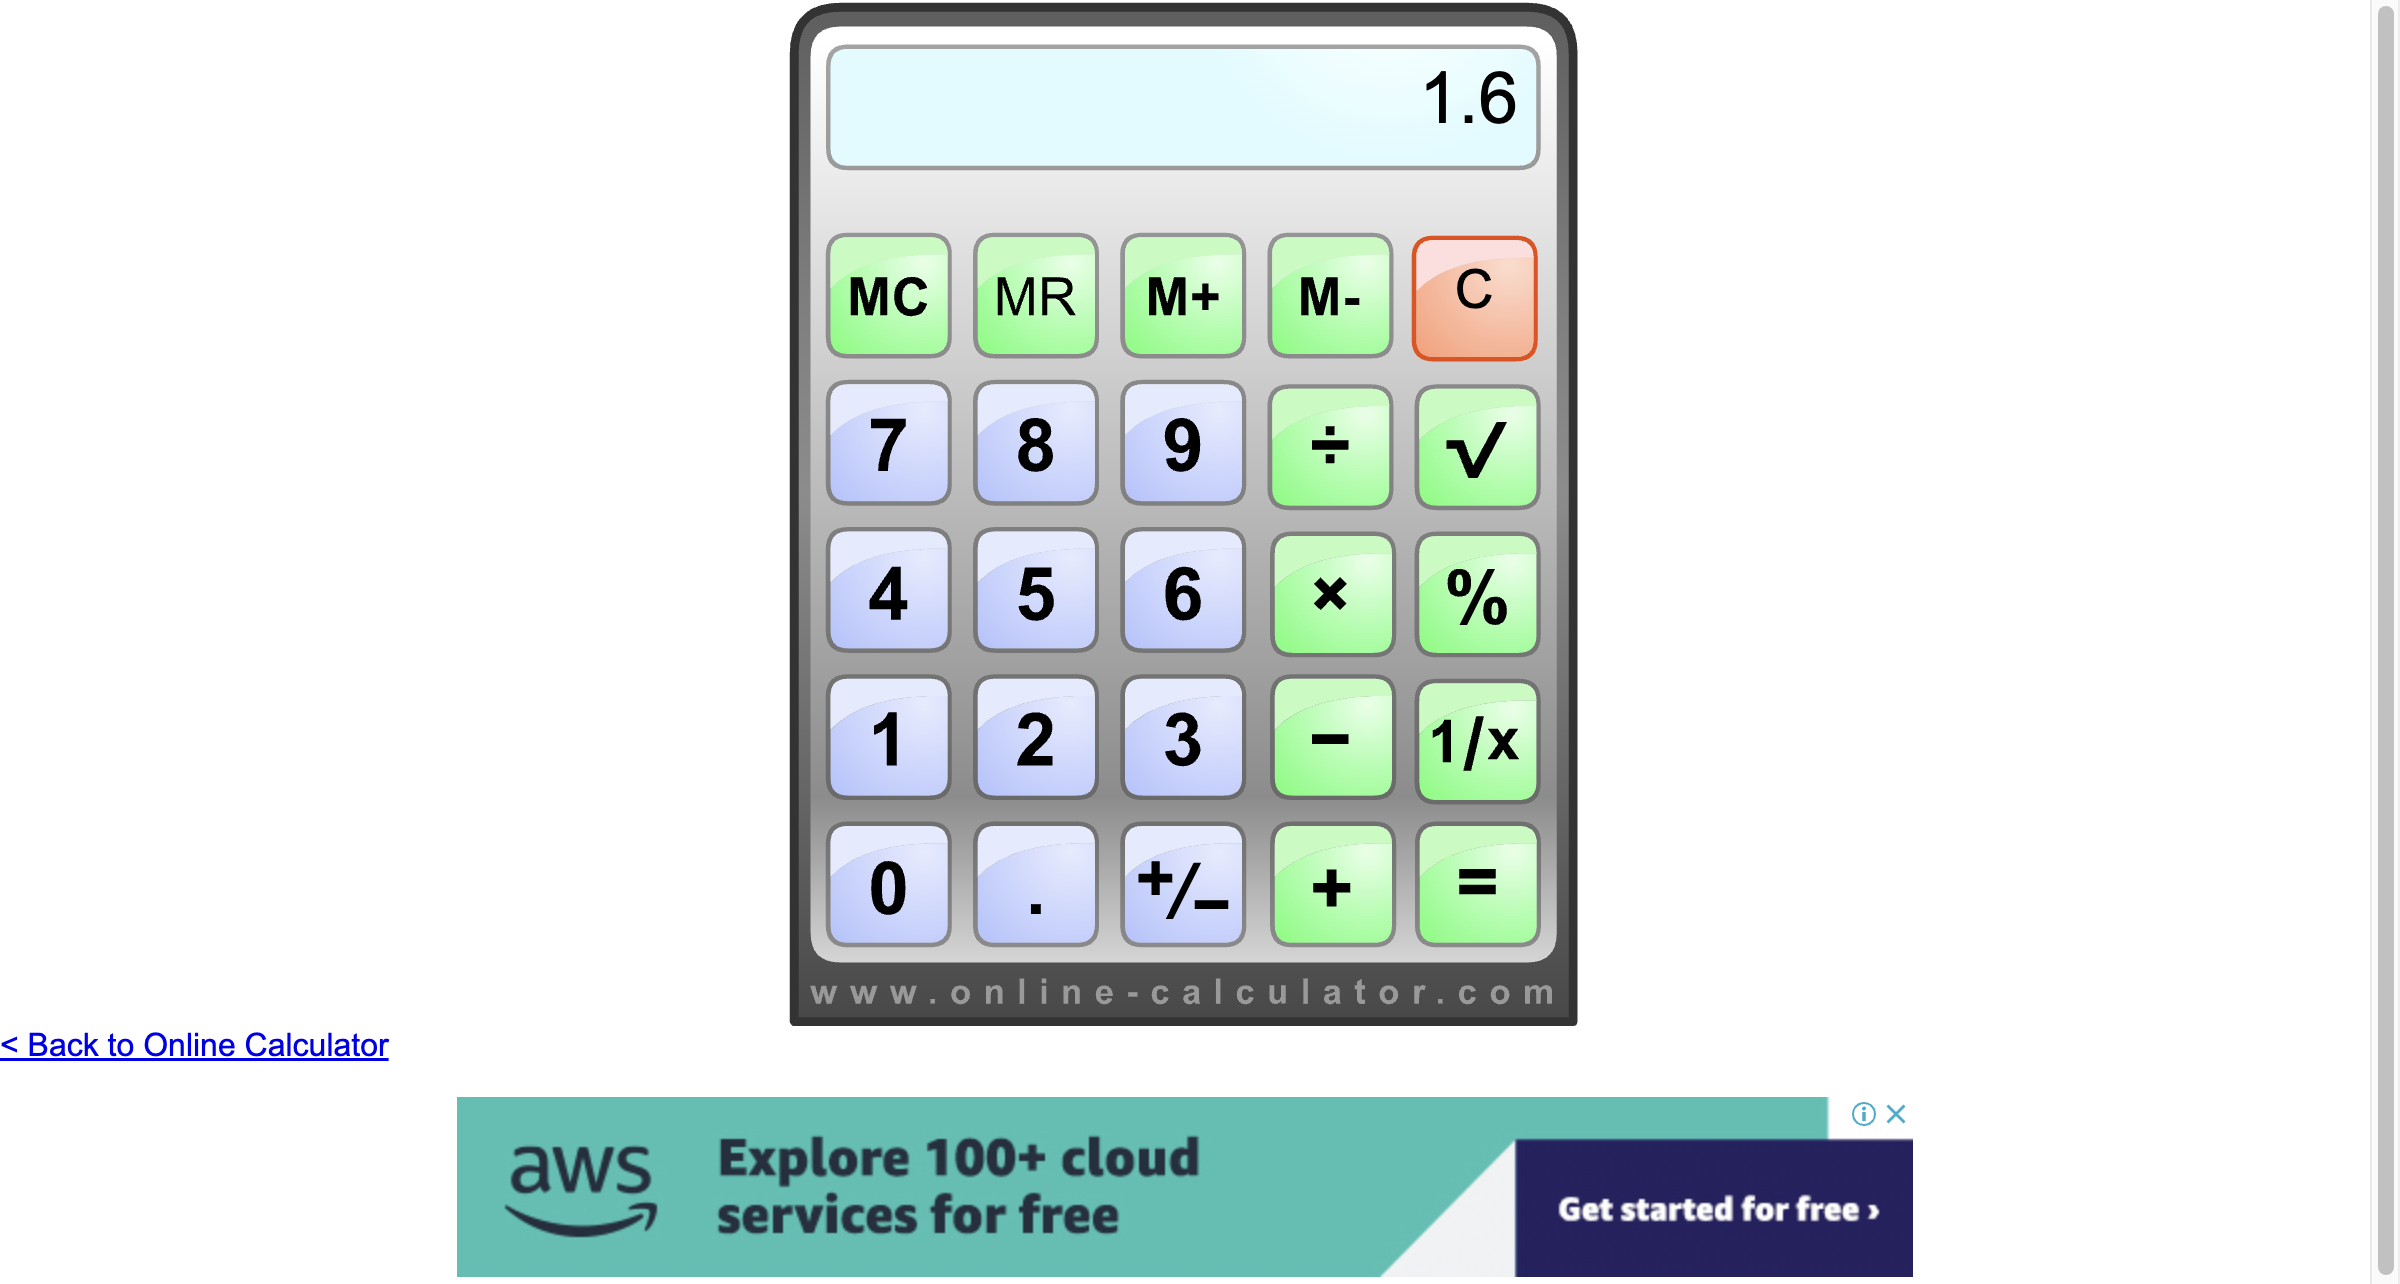 1.6
MC MR M+ M- C
7 8 9 ÷ √
4 5 6 × %
1 2 3 − 1/x
0 . +/− + =
www.online-calculator.com
< Back to Online Calculator
aws
Explore 100+ cloud
services for free
Get started for free ›